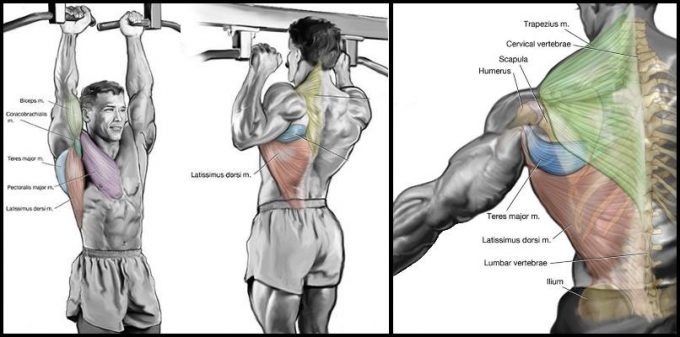 Biceps m.
Coracobrachialis
m.
Teres major m.
Pectoralis major m.
Latissimus dorsi m.
Latissimus dorsi m.
Trapezius m.
Cervical vertebrae
Scapula
Humerus
Teres major m.
Latissimus dorsi m.
Lumbar vertebrae
Ilium